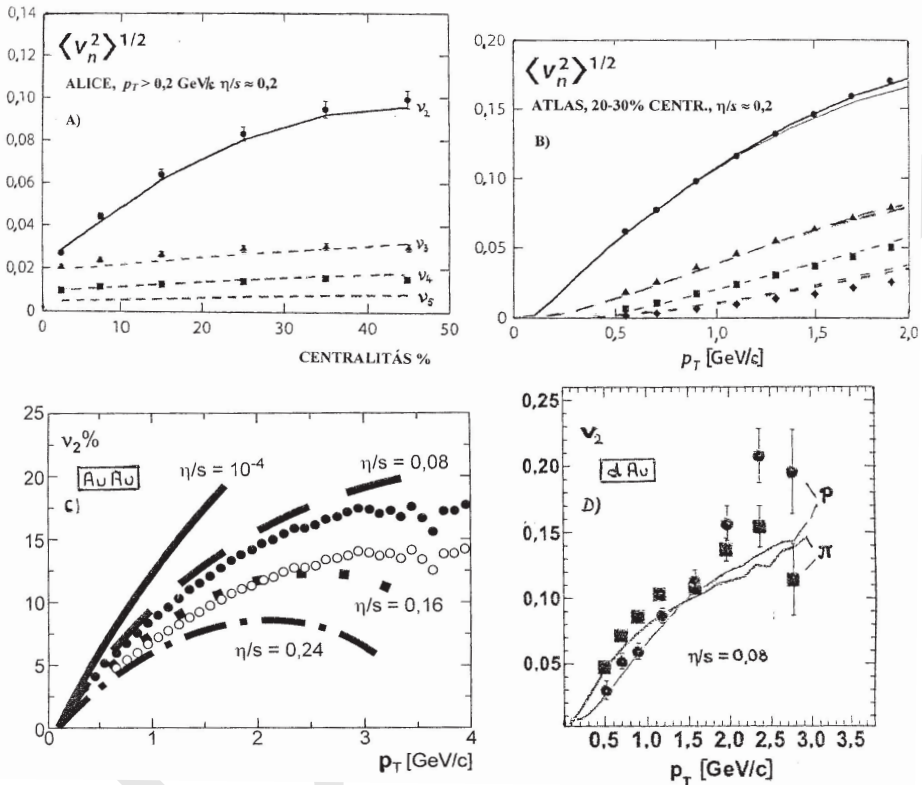 0,14
0,12
0,10
0,08
0,06
0,04
0,02
0
⟨v_n^2⟩^{1/2}
ALICE, p_T > 0,2 GeV/c η/s ≈ 0,2
A)
ν_2
ν_3
ν_4
ν_5
0 10 20 30 40 50
CENTRALITÁS %
0,20
0,15
0,10
0,05
0
⟨v_n^2⟩^{1/2}
ATLAS, 20-30% CENTR., η/s ≈ 0,2
B)
0 0,5 1,0 1,5 2,0
p_T [GeV/c]
25
20
15
10
5
0
ν_2%
AuAu
C)
η/s = 10^{-4}
η/s = 0,08
η/s = 0,16
η/s = 0,24
0 1 2 3 4
p_T [GeV/c]
0,25
0,20
0,15
0,100
0.05
v_2
dAu
D)
p
π
η/s = 0,08
0,5 1,0 1,5 2,0 2,5 3,0 3,5
p_T [GeV/c]